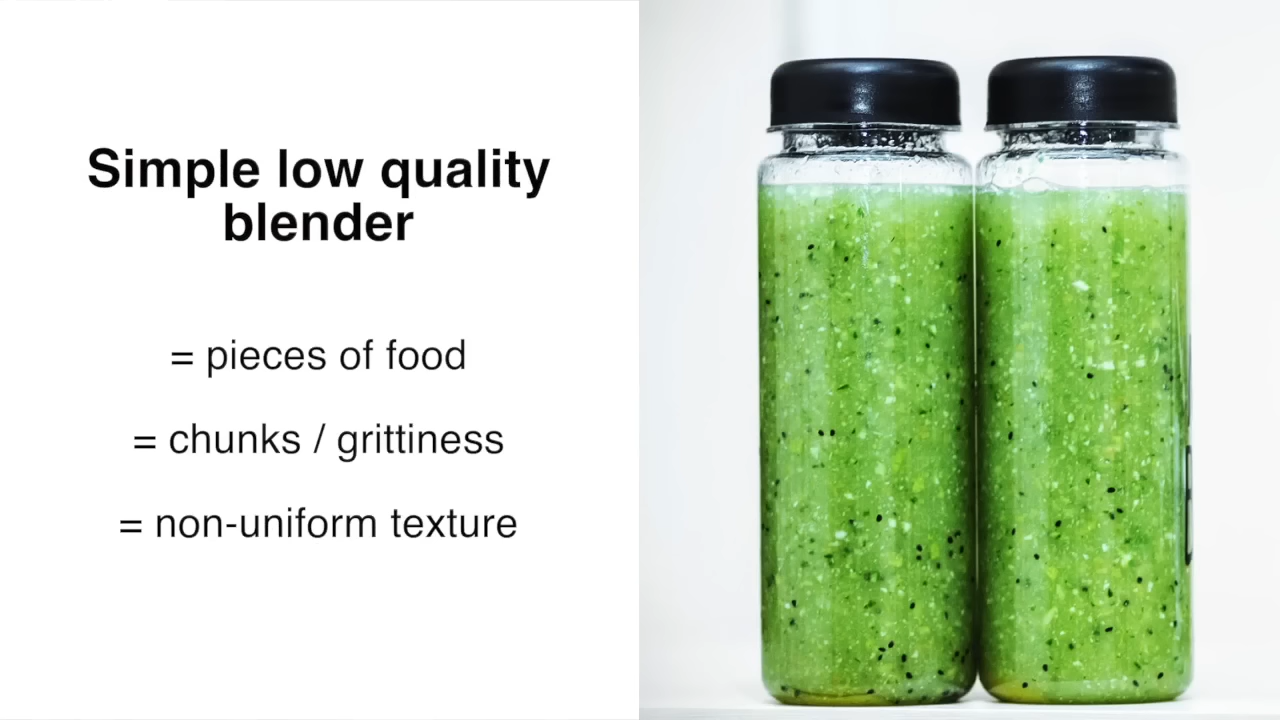 Simple low quality
blender
= pieces of food
= chunks / grittiness
= non-uniform texture